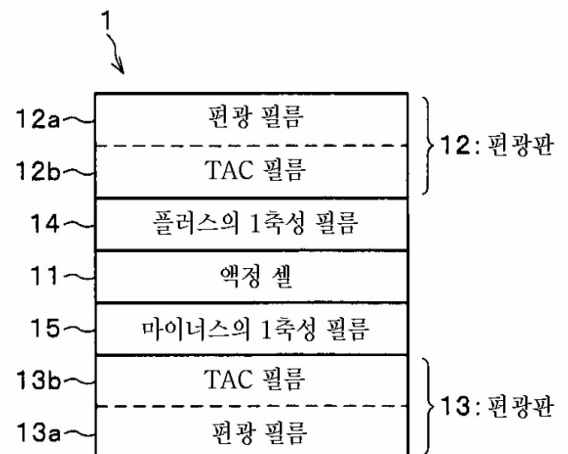 1
12a 편광 필름
12b TAC 필름
12: 편광판
14 플러스의 1축성 필름
11 액정 셀
15 마이너스의 1축성 필름
13b TAC 필름
13: 편광판
13a 편광 필름